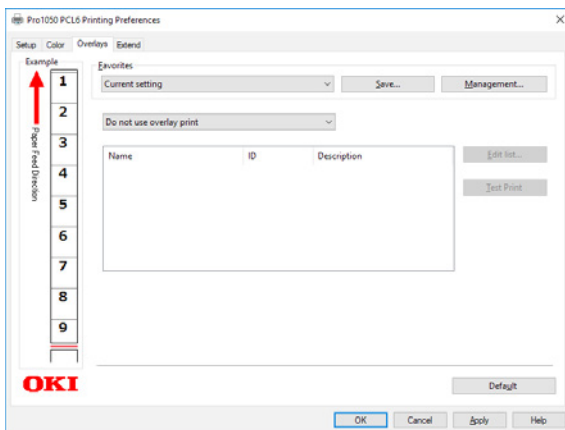 Pro1050 PCL6 Printing Preferences
Setup Color Overlays Extend
Example
Favorites
Current setting
Save...
Management...
Do not use overlay print
Name ID Description
Edit list...
Test Print
Paper Feed Direction
1
2
3
4
5
6
7
8
9
OKI
Default
OK Cancel Apply Help